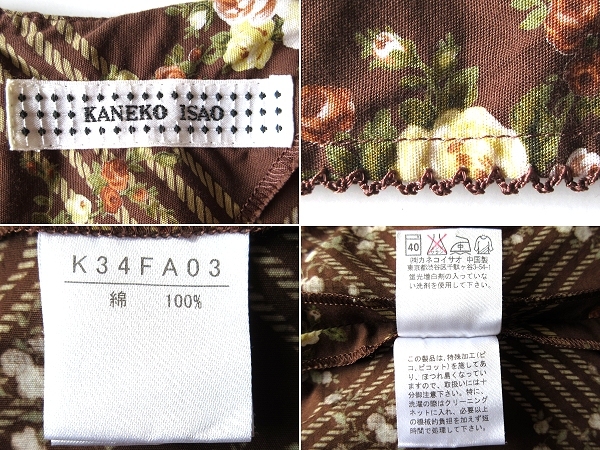 KANEKO ISAO
K34FA03
綿 100%
40 中
㈱カネコイサオ 中国製
東京都渋谷区千駄ヶ谷3-54-1
蛍光増白剤の入っていな
い洗剤を使用して下さい。
この製品は、特殊加工(ピ
コ、ピコット)を施してあ
り、ほつれ易くなっていま
すので、取扱いには十
分御注意下さい。特に、
洗濯の際はクリーニング
ネットに入れ、必要以上
の機械的負担を加えず短
時間で処理して下さい。